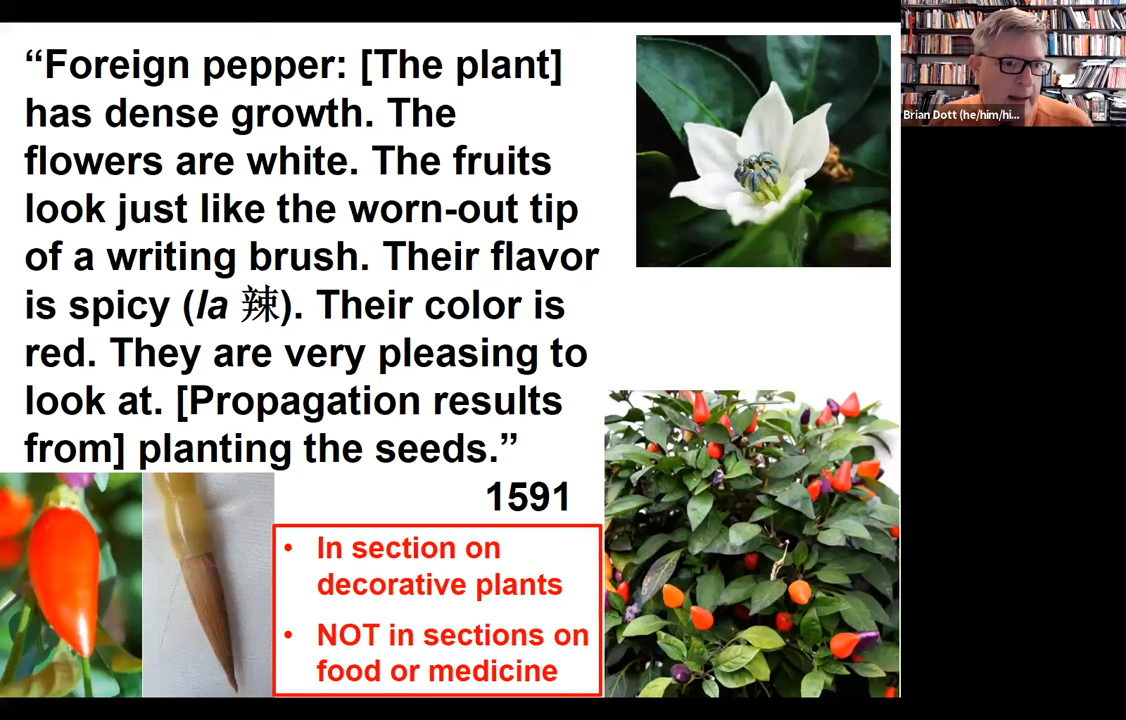 “Foreign pepper: [The plant]
has dense growth. The
flowers are white. The fruits
look just like the worn-out tip
of a writing brush. Their flavor
is spicy (la 辣). Their color is
red. They are very pleasing to
look at. [Propagation results
from] planting the seeds.”
1591
• In section on
decorative plants
• NOT in sections on
food or medicine
Brian Dott (he/him/hi...